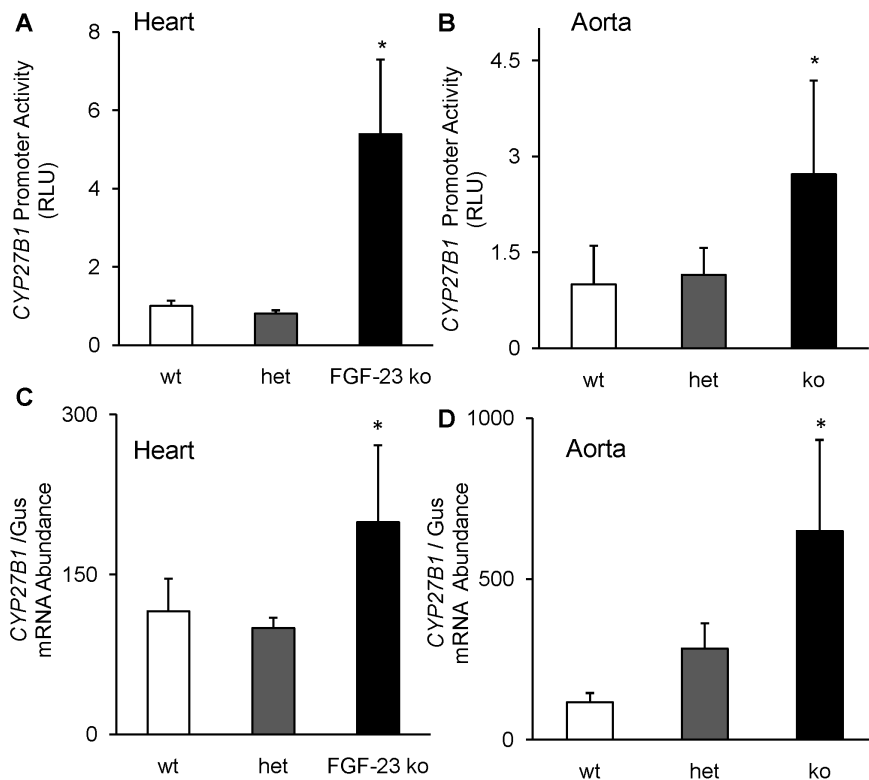 A
Heart
CYP27B1 Promoter Activity
(RLU)
8
6
4
2
0
*
wt
het
FGF-23 ko
B
Aorta
CYP27B1 Promoter Activity
(RLU)
4.5
3
1.5
0
*
wt
het
ko
C
Heart
CYP27B1 /Gus
mRNA Abundance
300
150
0
*
wt
het
FGF-23 ko
D
Aorta
CYP27B1 / Gus
mRNA Abundance
1000
500
0
*
wt
het
ko